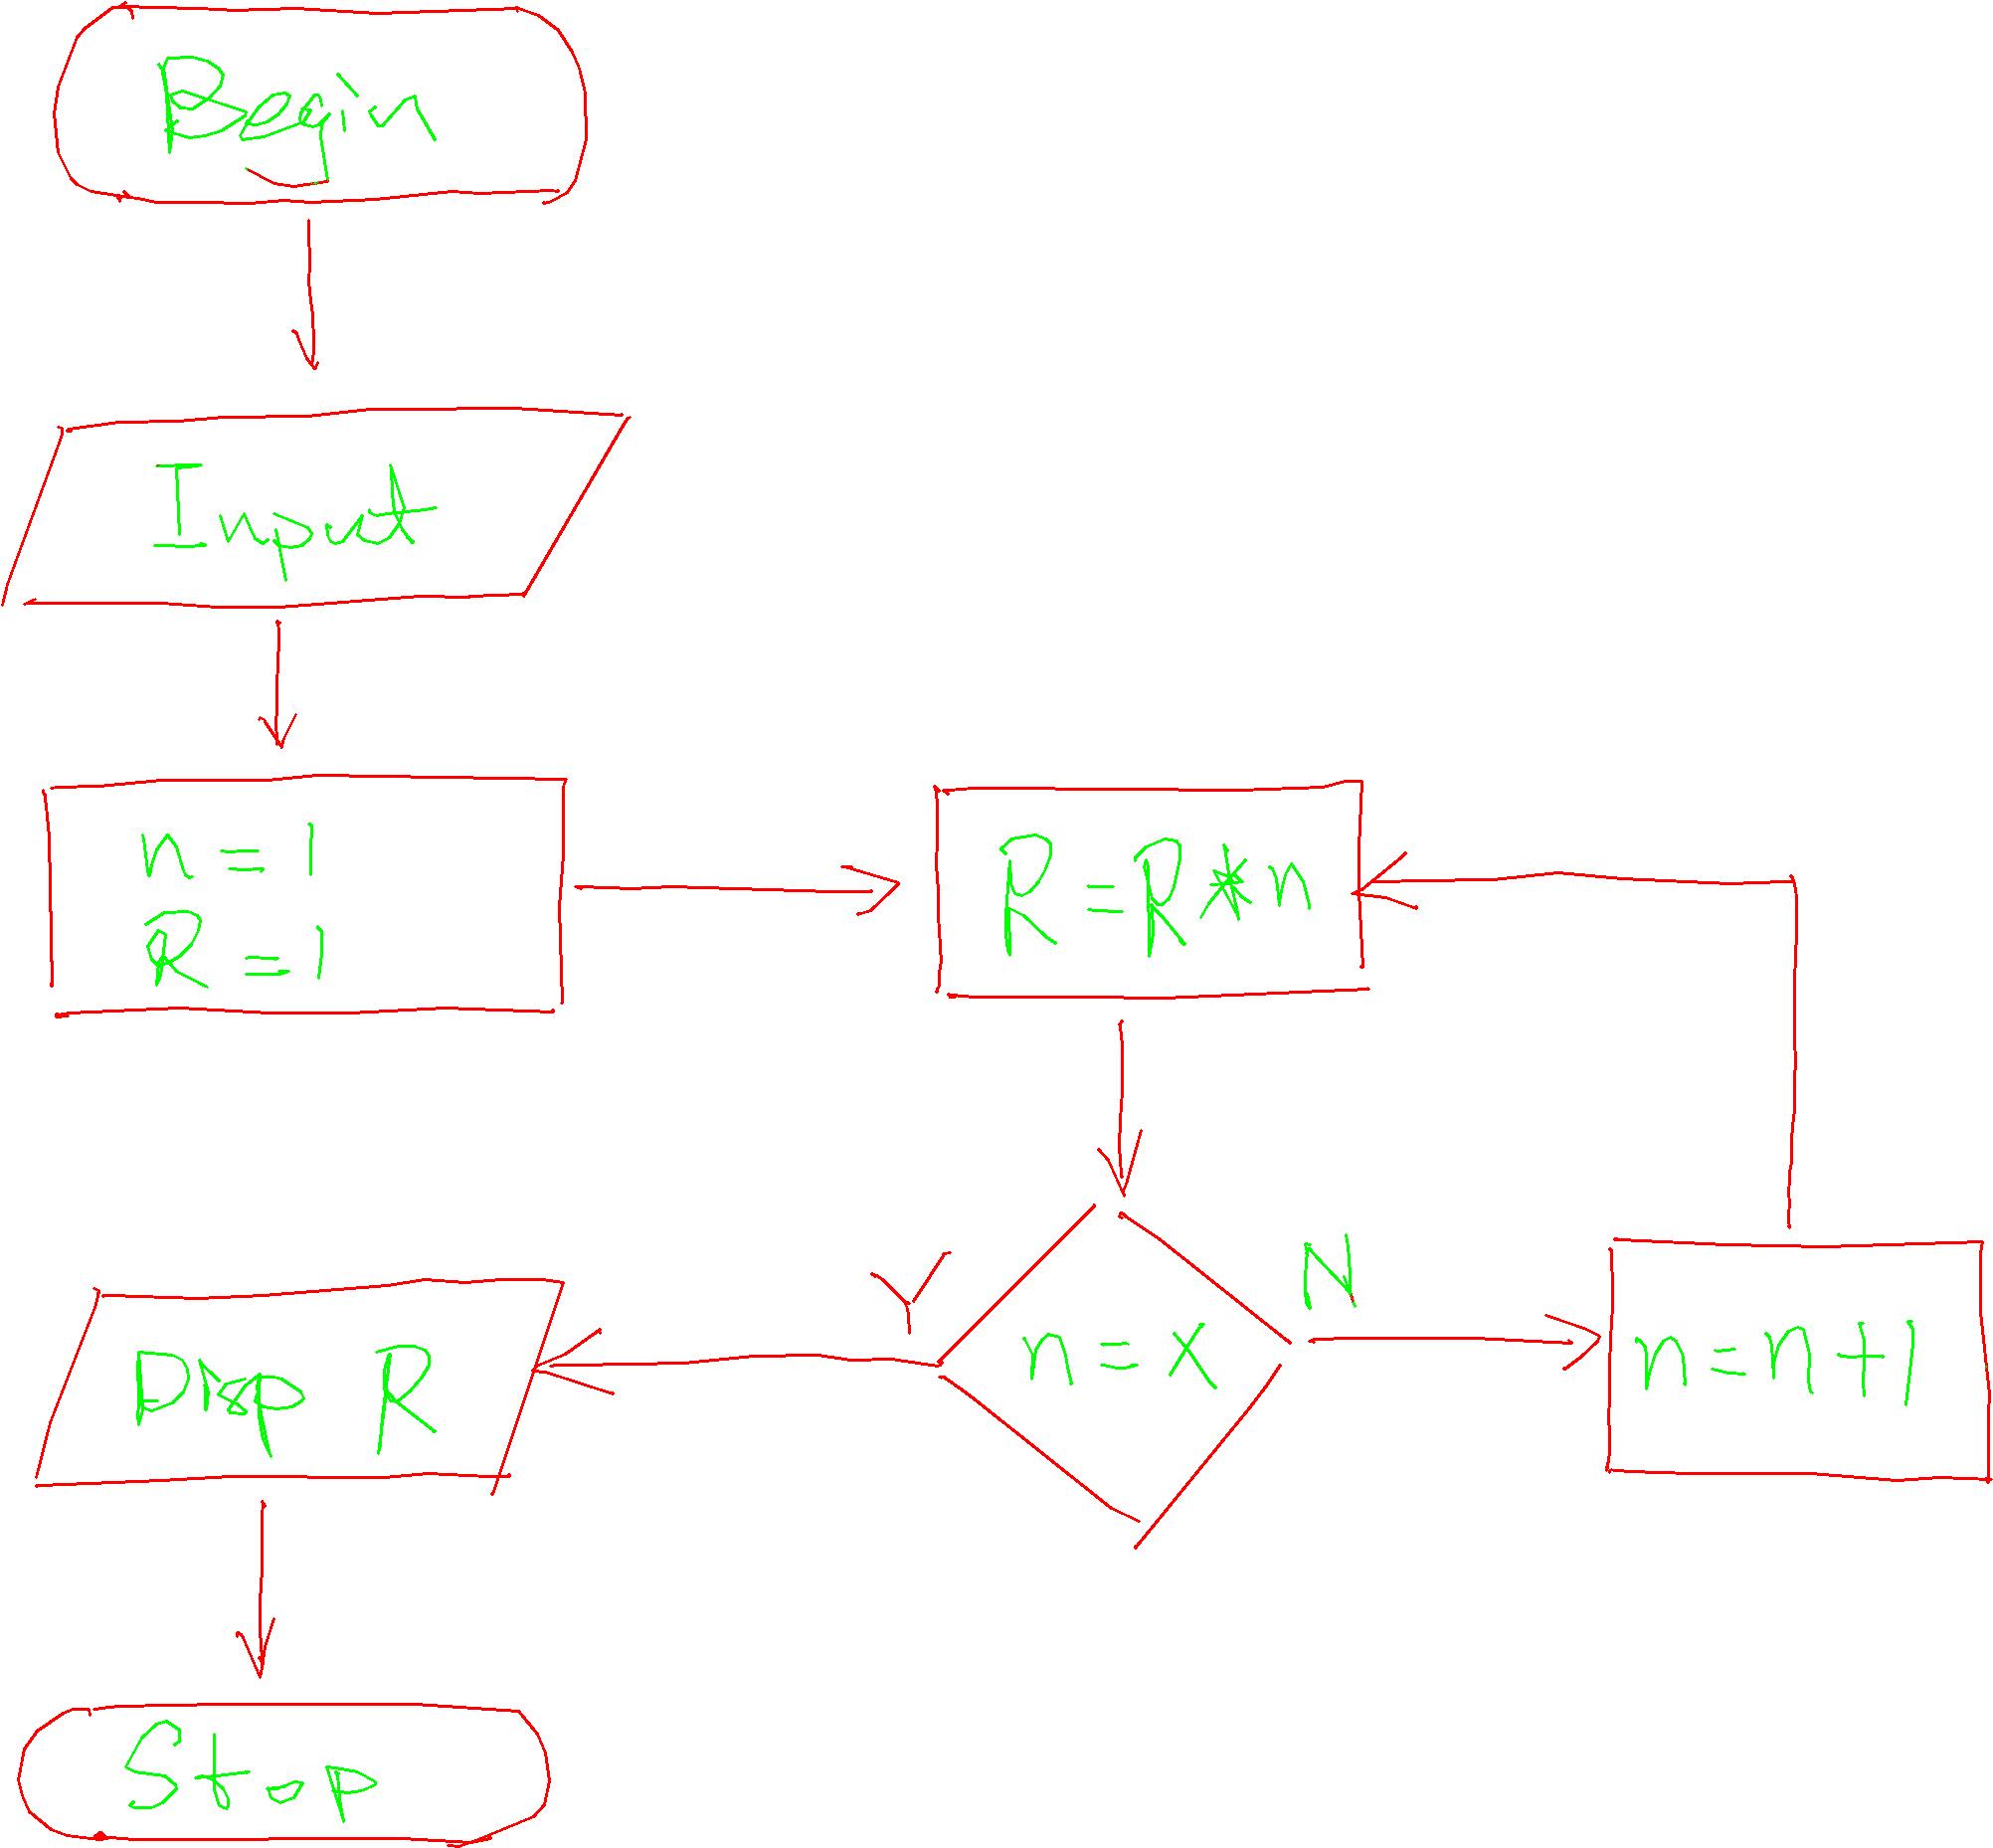 Begin
Input
n = 1
R = 1
R = R * n
n = x
Y
N
n = n + 1
Disp R
Stop